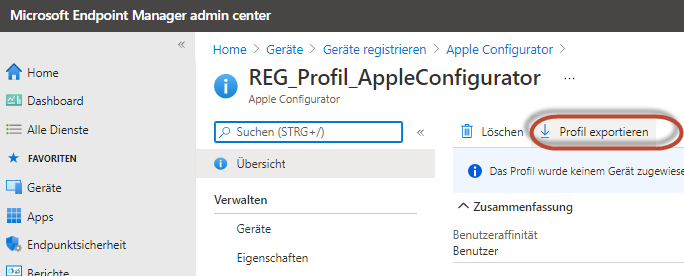 Microsoft Endpoint Manager admin center
«
Home
Dashboard
Alle Dienste
FAVORITEN
Geräte
Apps
Endpunktsicherheit
Berichte
Home > Geräte > Geräte registrieren > Apple Configurator >
REG_Profil_AppleConfigurator ...
Apple Configurator
Suchen (STRG+/) «
Übersicht
Verwalten
Geräte
Eigenschaften
Löschen Profil exportieren
Das Profil wurde keinem Gerät zugewiese
Zusammenfassung
Benutzeraffinität
Benutzer